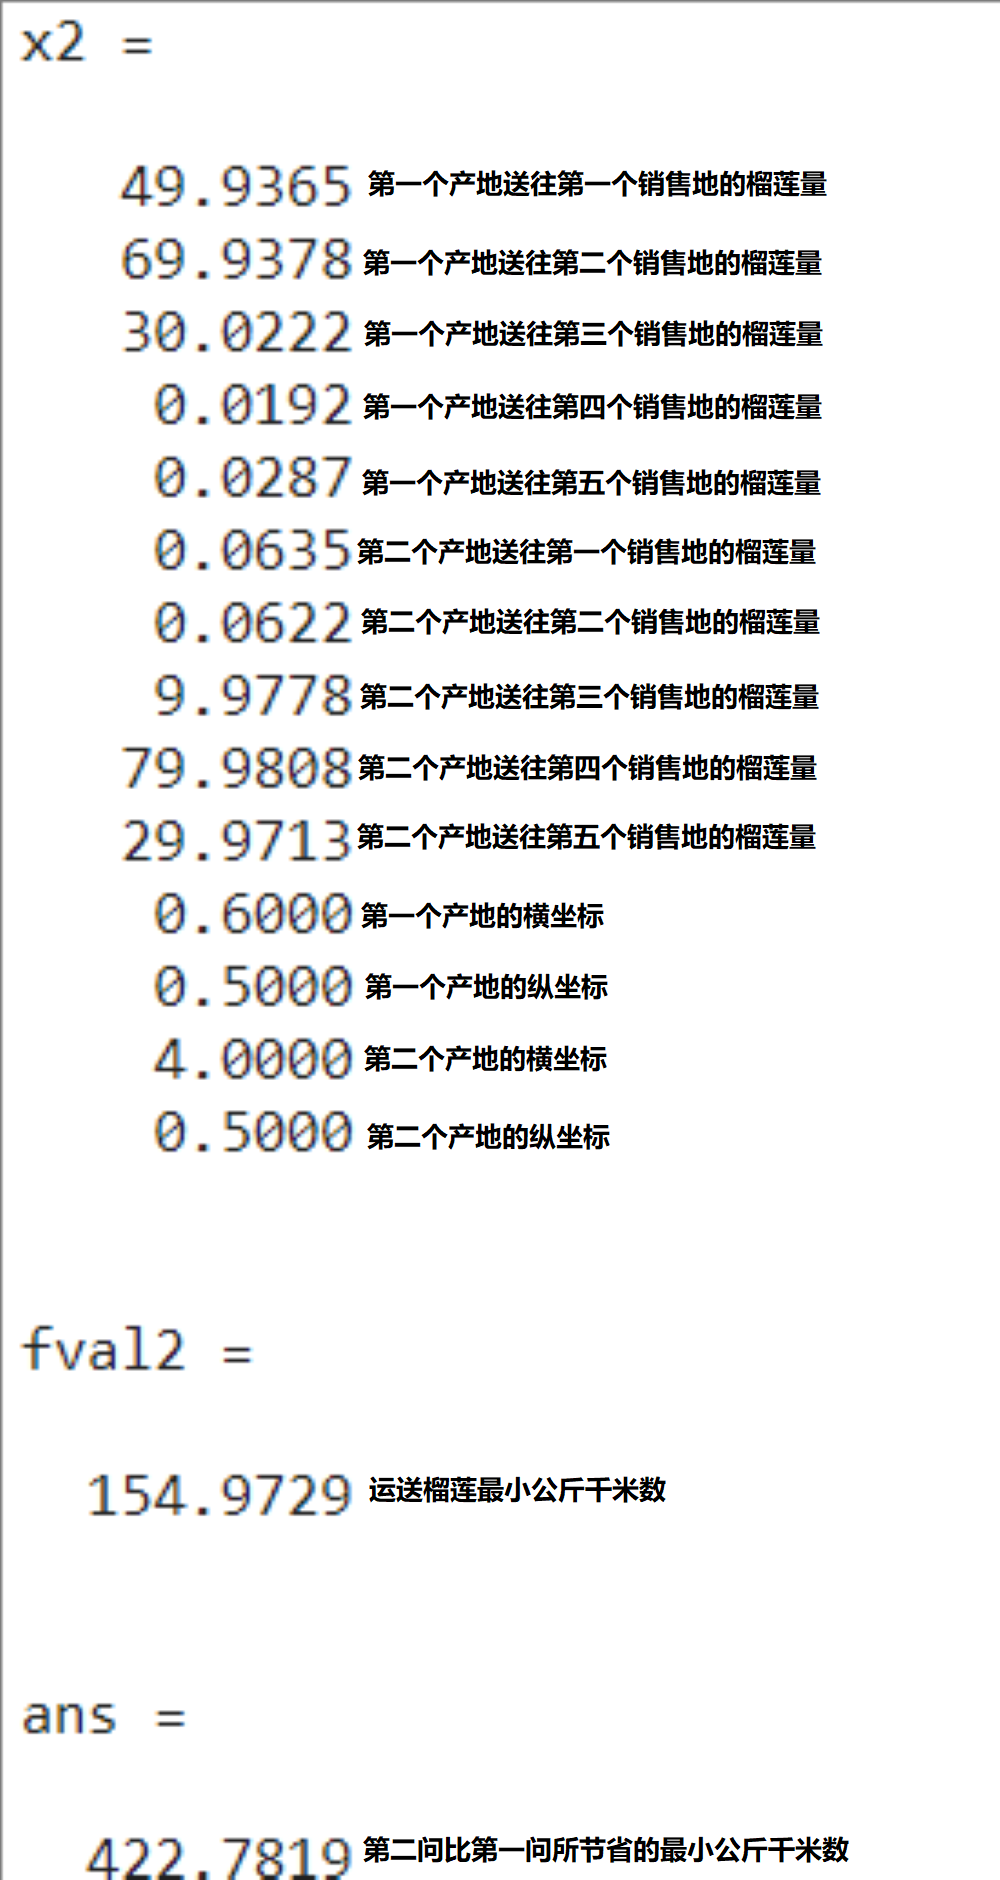 x2 =
49.9365 第一个产地送往第一个销售地的榴莲量
69.9378 第一个产地送往第二个销售地的榴莲量
30.0222 第一个产地送往第三个销售地的榴莲量
0.0192 第一个产地送往第四个销售地的榴莲量
0.0287 第一个产地送往第五个销售地的榴莲量
0.0635 第二个产地送往第一个销售地的榴莲量
0.0622 第二个产地送往第二个销售地的榴莲量
9.9778 第二个产地送往第三个销售地的榴莲量
79.9808 第二个产地送往第四个销售地的榴莲量
29.9713 第二个产地送往第五个销售地的榴莲量
0.6000 第一个产地的横坐标
0.5000 第一个产地的纵坐标
4.0000 第二个产地的横坐标
0.5000 第二个产地的纵坐标
fval2 =
154.9729 运送榴莲最小公斤千米数
ans =
422.7819 第二问比第一问所节省的最小公斤千米数